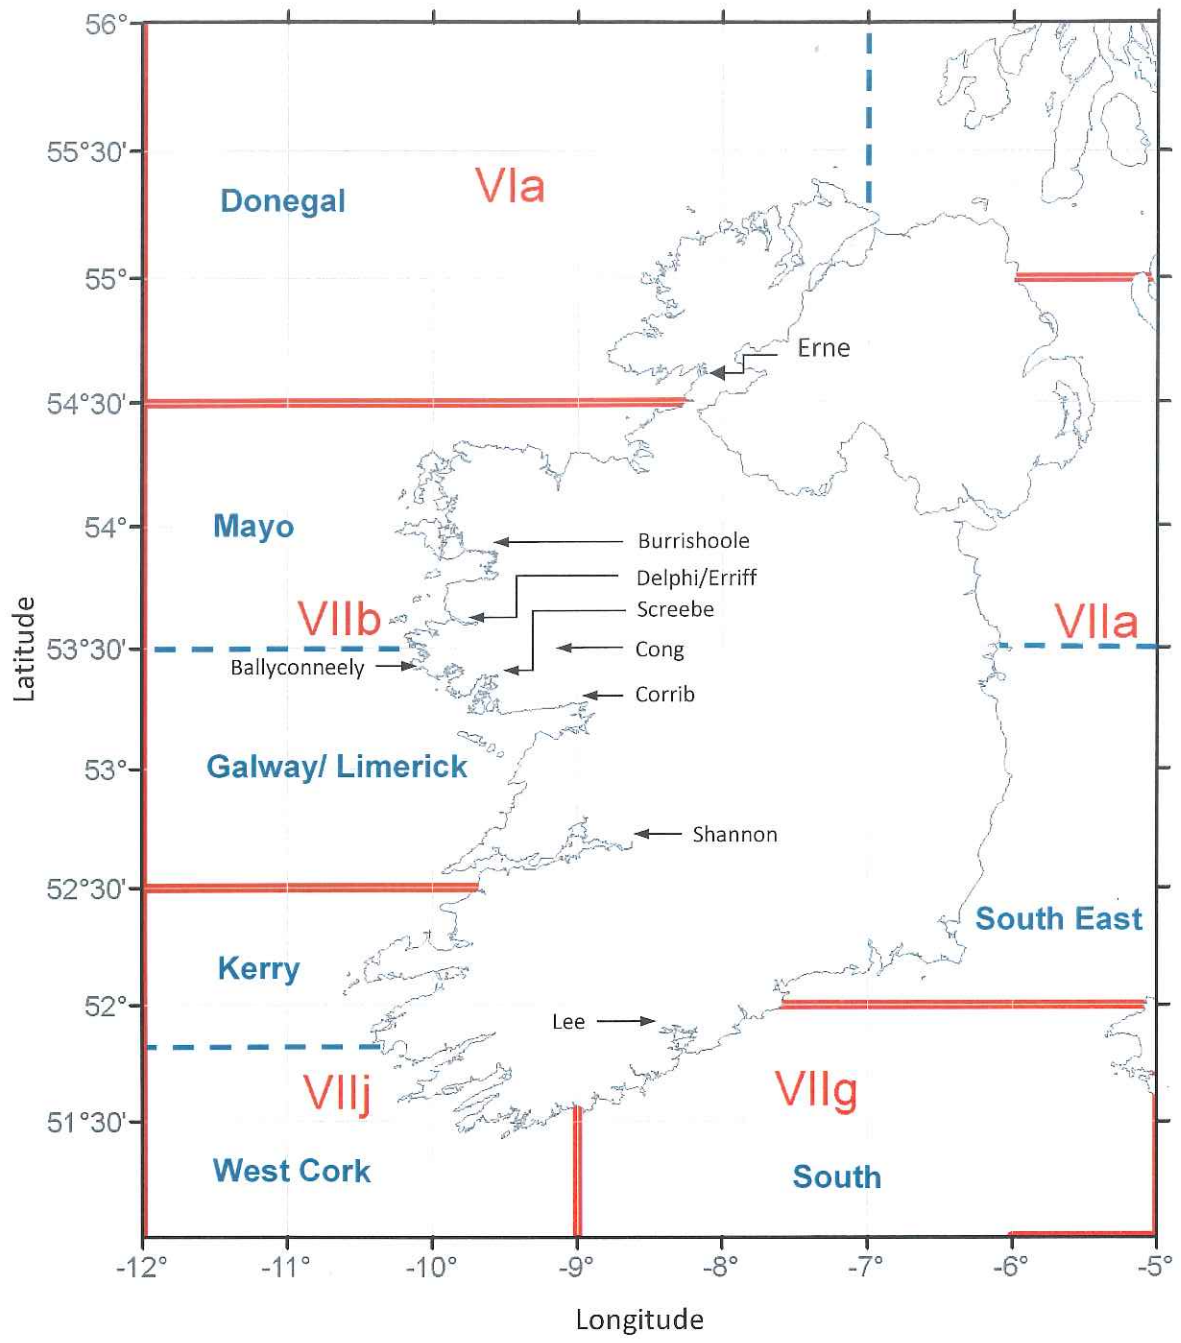 56°
55°30'
VIa
Donegal
55°
Erne
54°30'
Mayo
54°
Burrishoole
Delphi/Erriff
Screebe
VIIb
VIIa
53°30'
Cong
Ballyconneely
Corrib
Latitude
Galway/ Limerick
53°
Shannon
52°30'
South East
Kerry
52°
Lee
VIIj
VIIg
51°30'
West Cork
South
-12°
-11°
-10°
-9°
-8°
-7°
-6°
-5°
Longitude